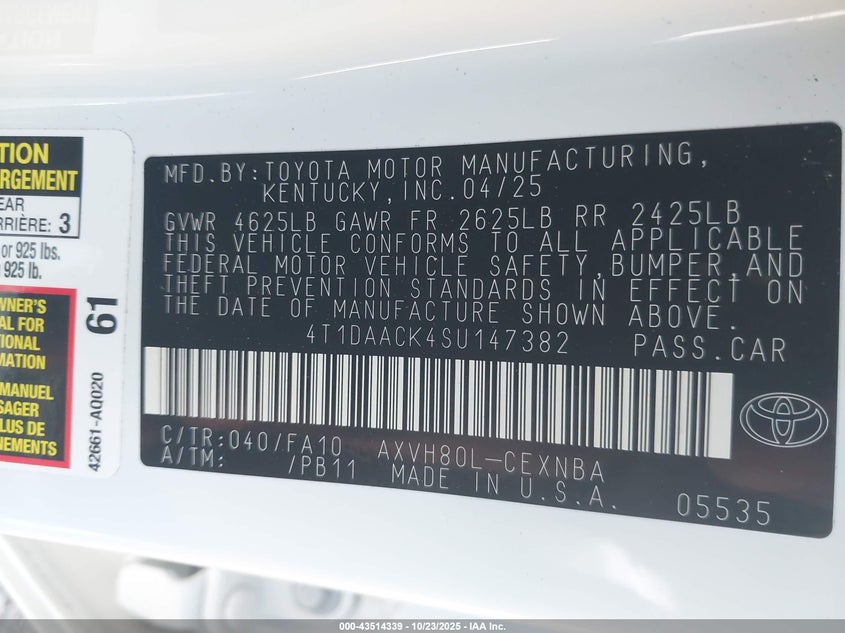 TION
ARGEMENT
EAR
ARRIÈRE: 3
or 925 lbs.
925 lb.
WNER'S
AL FOR
TIONAL
MATION
MANUEL
SAGER
DE
NEMENTS
61
42661-AQ020
MFD. BY: TOYOTA MOTOR MANUFACTURING,
KENTUCKY, INC. 04/25
GVWR 4625LB GAWR FR 2625LB RR 2425LB
THIS VEHICLE CONFORMS TO ALL APPLICABLE
FEDERAL MOTOR VEHICLE SAFETY, BUMPER, AND
THEFT PREVENTION STANDARDS IN EFFECT ON
THE DATE OF MANUFACTURE SHOWN ABOVE.
4T1DAACK4SU147382 PASS. CAR
C/TR: 040/FA10 AXVH80L-CEXNBA
A/TM: /PB11 MADE IN U.S.A. 05535
000-43514339 - 10/23/2025 - IAA Inc.